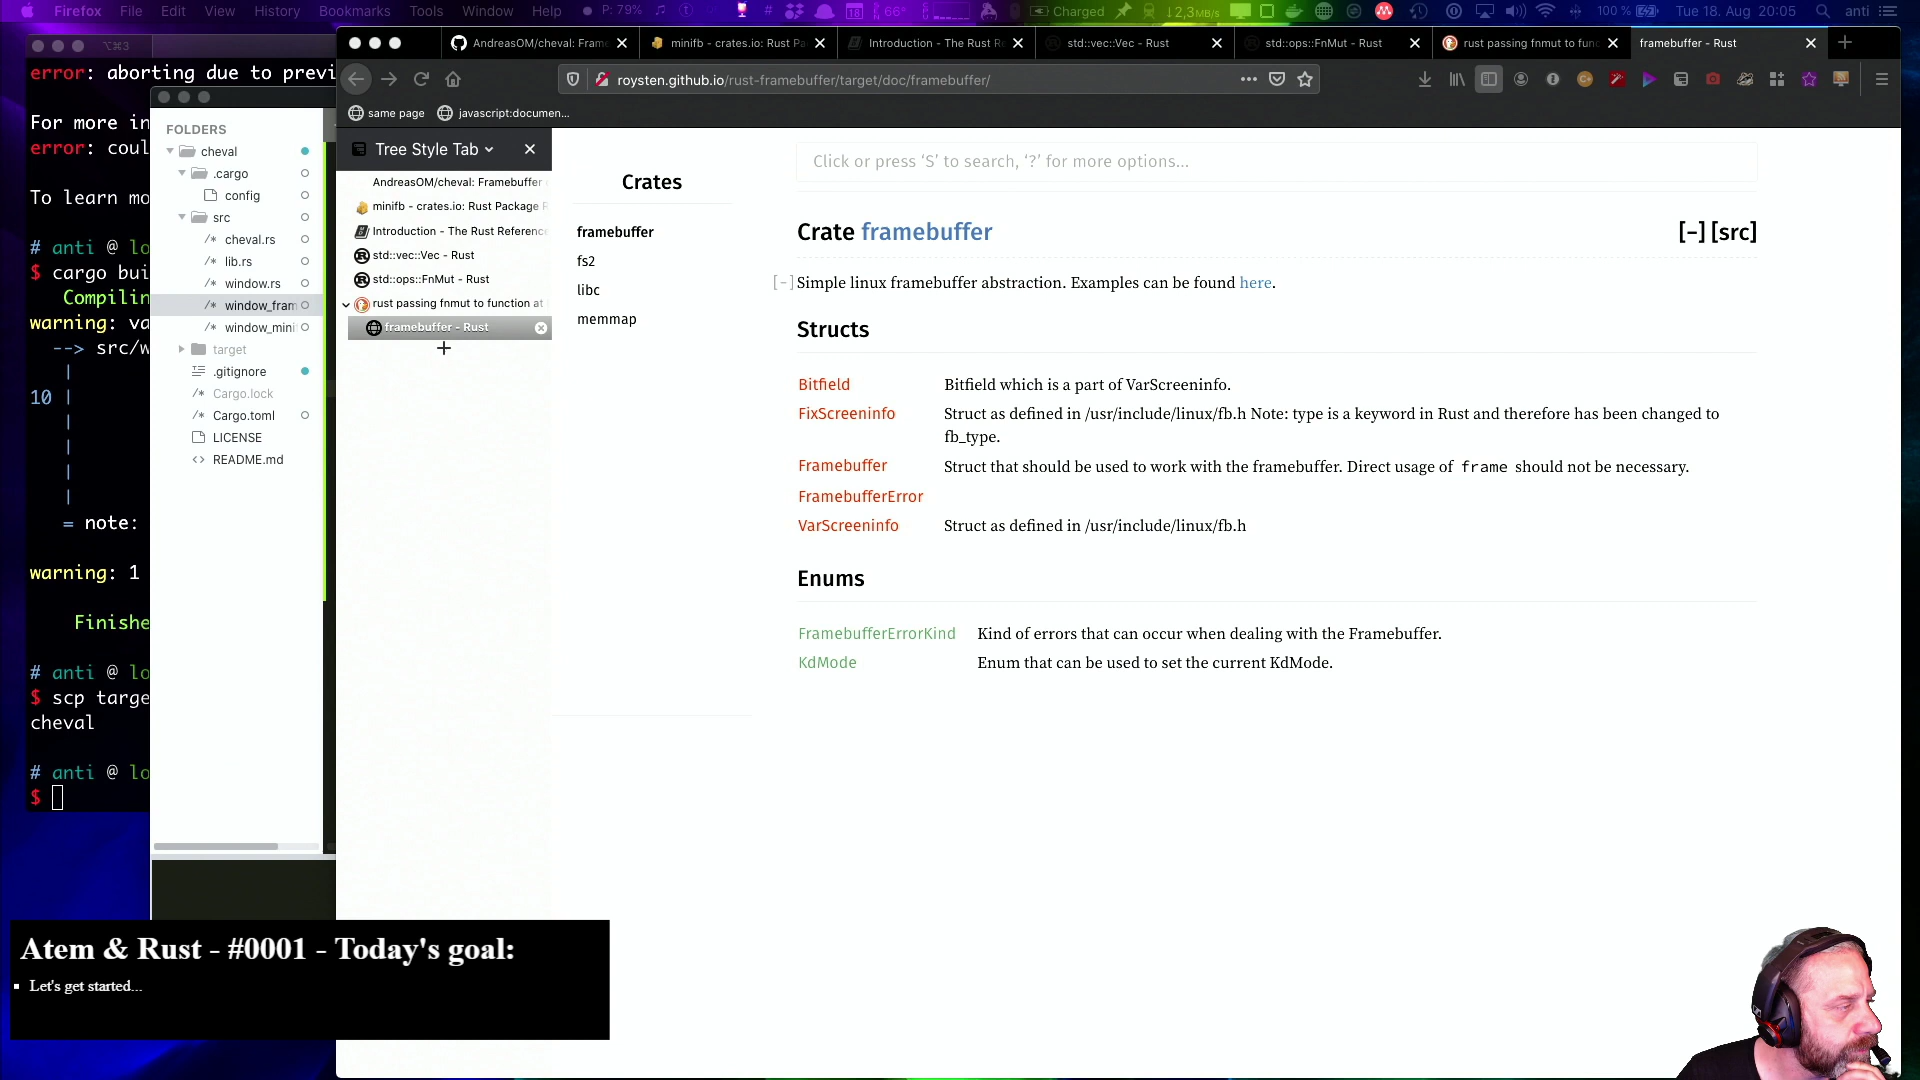 Firefox File Edit View History Bookmarks Tools Window Help P: 79% 66° Charged 2,3MB/s 100 % Tue 18. Aug 20:05 anti
⌥⌘3
error: aborting due to previ
For more in
error: coul
To learn mo
# anti @ lo
$ cargo bui
Compilin
warning: va
--> src/w
|
10 |
|
|
|
|
= note:
warning: 1
Finishe
# anti @ lo
$ scp targe
cheval
# anti @ lo
$
FOLDERS
cheval
.cargo
config
src
/* cheval.rs
/* lib.rs
/* window.rs
/* window_fram
/* window_mini
target
.gitignore
/* Cargo.lock
/* Cargo.toml
LICENSE
<> README.md
AndreasOM/cheval: Frame
minifb - crates.io: Rust Pa
Introduction - The Rust Re
std::vec::Vec - Rust
std::ops::FnMut - Rust
rust passing fnmut to func
framebuffer - Rust
roysten.github.io/rust-framebuffer/target/doc/framebuffer/
same page
javascript:documen...
Tree Style Tab
AndreasOM/cheval: Framebuffer
minifb - crates.io: Rust Package R
Introduction - The Rust Reference
std::vec::Vec - Rust
std::ops::FnMut - Rust
rust passing fnmut to function at
framebuffer - Rust
Crates
framebuffer
fs2
libc
memmap
Click or press ‘S’ to search, ‘?’ for more options...
Crate framebuffer
[-] [src]
[-] Simple linux framebuffer abstraction. Examples can be found here.
Structs
Bitfield Bitfield which is a part of VarScreeninfo.
FixScreeninfo Struct as defined in /usr/include/linux/fb.h Note: type is a keyword in Rust and therefore has been changed to
fb_type.
Framebuffer Struct that should be used to work with the framebuffer. Direct usage of frame should not be necessary.
FramebufferError
VarScreeninfo Struct as defined in /usr/include/linux/fb.h
Enums
FramebufferErrorKind Kind of errors that can occur when dealing with the Framebuffer.
KdMode Enum that can be used to set the current KdMode.
Atem & Rust - #0001 - Today's goal:
Let's get started...